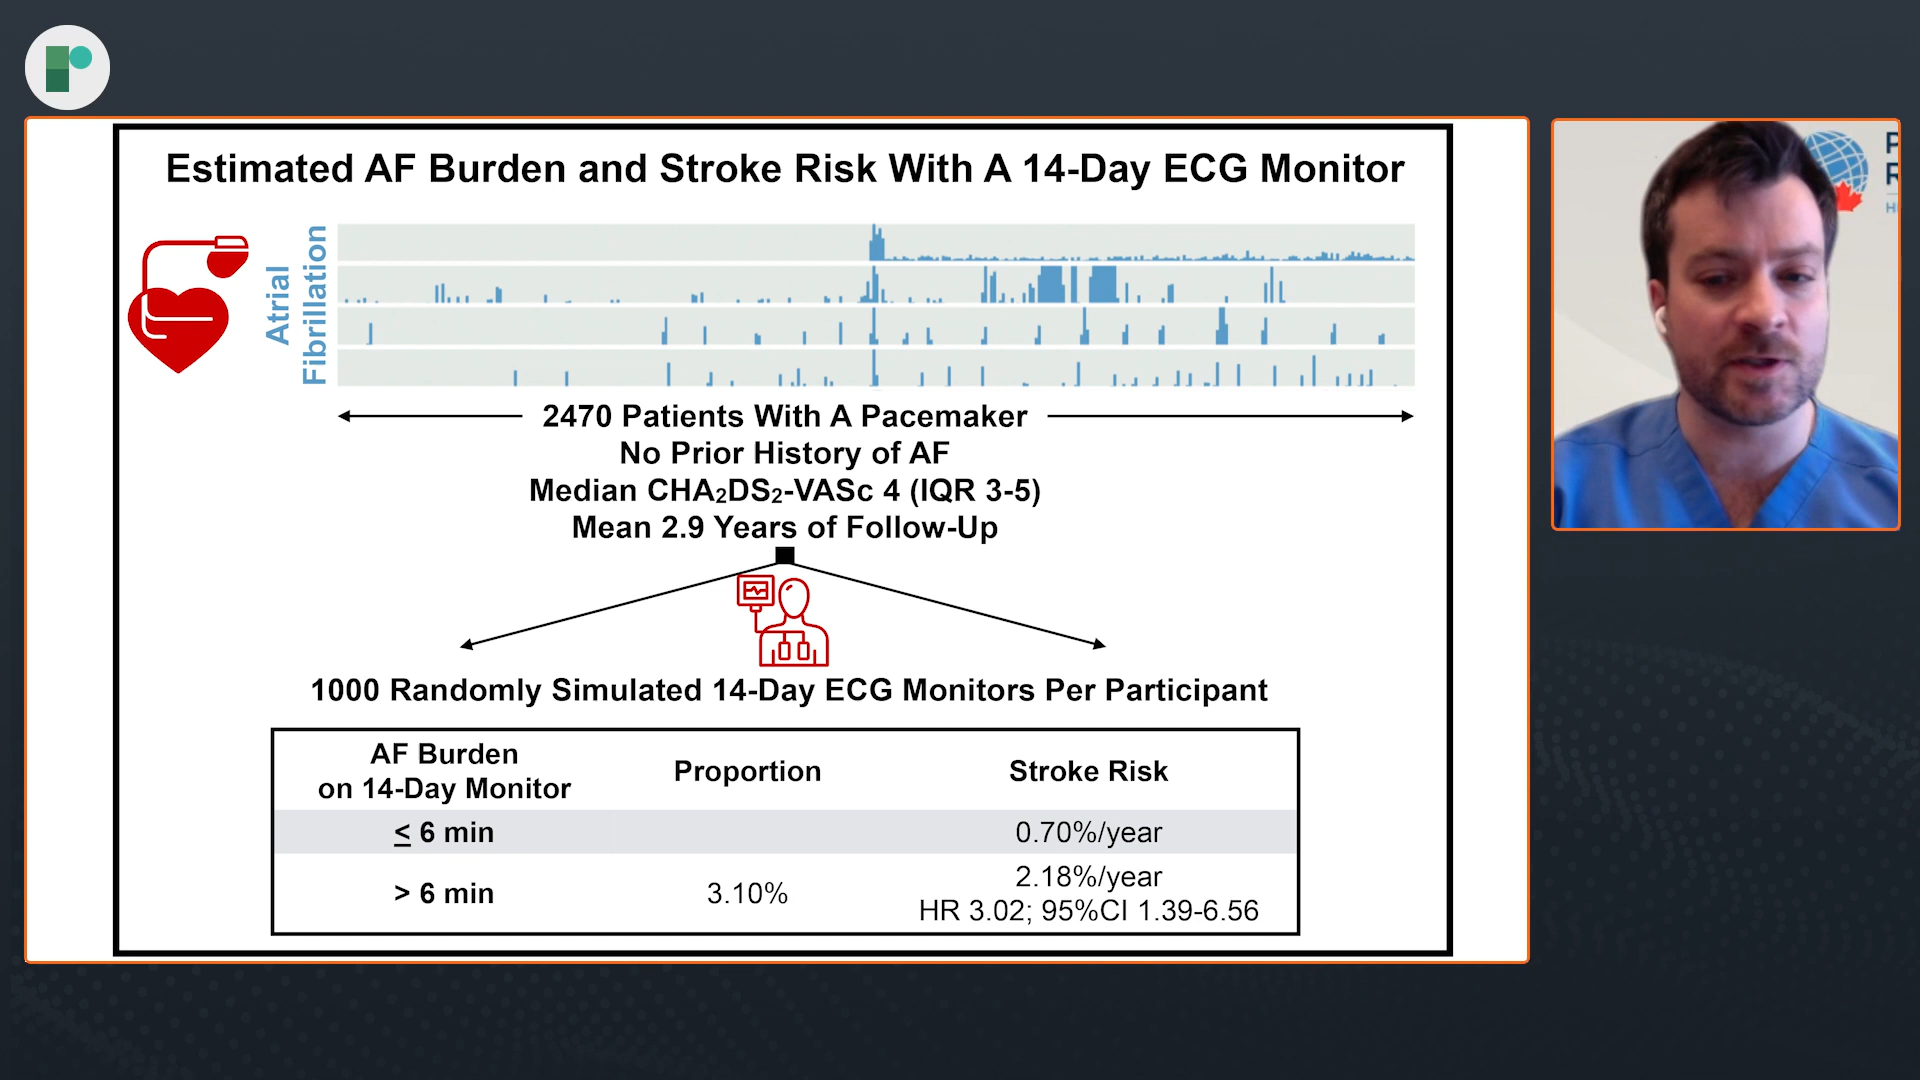 Estimated AF Burden and Stroke Risk With A 14-Day ECG Monitor
Atrial
Fibrillation
2470 Patients With A Pacemaker
No Prior History of AF
Median CHA₂DS₂-VASc 4 (IQR 3-5)
Mean 2.9 Years of Follow-Up
1000 Randomly Simulated 14-Day ECG Monitors Per Participant
AF Burden
on 14-Day Monitor
Proportion
Stroke Risk
≤ 6 min
0.70%/year
> 6 min
3.10%
2.18%/year
HR 3.02; 95%CI 1.39-6.56